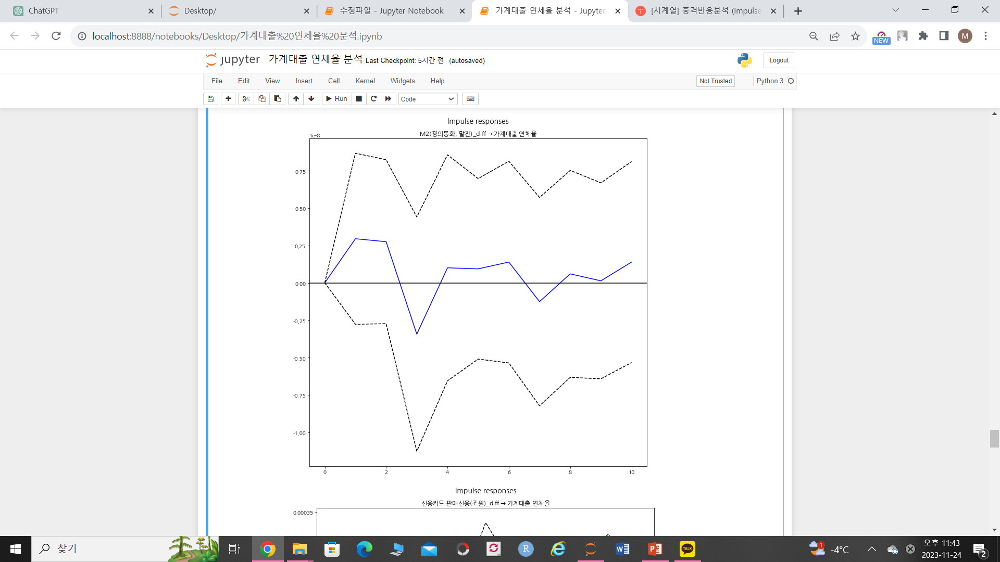 ChatGPT
Desktop/
수정파일 - Jupyter Notebook
가계대출 연체율 분석 - Jupyter
[시계열] 충격반응분석 (Impulse
localhost:8888/notebooks/Desktop/가계대출%20연체율%20분석.ipynb
NEW
M
jupyter 가계대출 연체율 분석 Last Checkpoint: 5시간 전 (autosaved)
Logout
File Edit View Insert Cell Kernel Widgets Help
Not Trusted
Python 3
Run
Code
Impulse responses
M2(광의통화, 말잔)_diff → 가계대출 연체율
1e-8
0.75
0.50
0.25
0.00
-0.25
-0.50
-0.75
-1.00
0 2 4 6 8 10
Impulse responses
신용카드 판매신용(조원)_diff → 가계대출 연체율
0.00035
찾기
R
W
P
TALK
1
-4°C
오후 11:43
2023-11-24
2